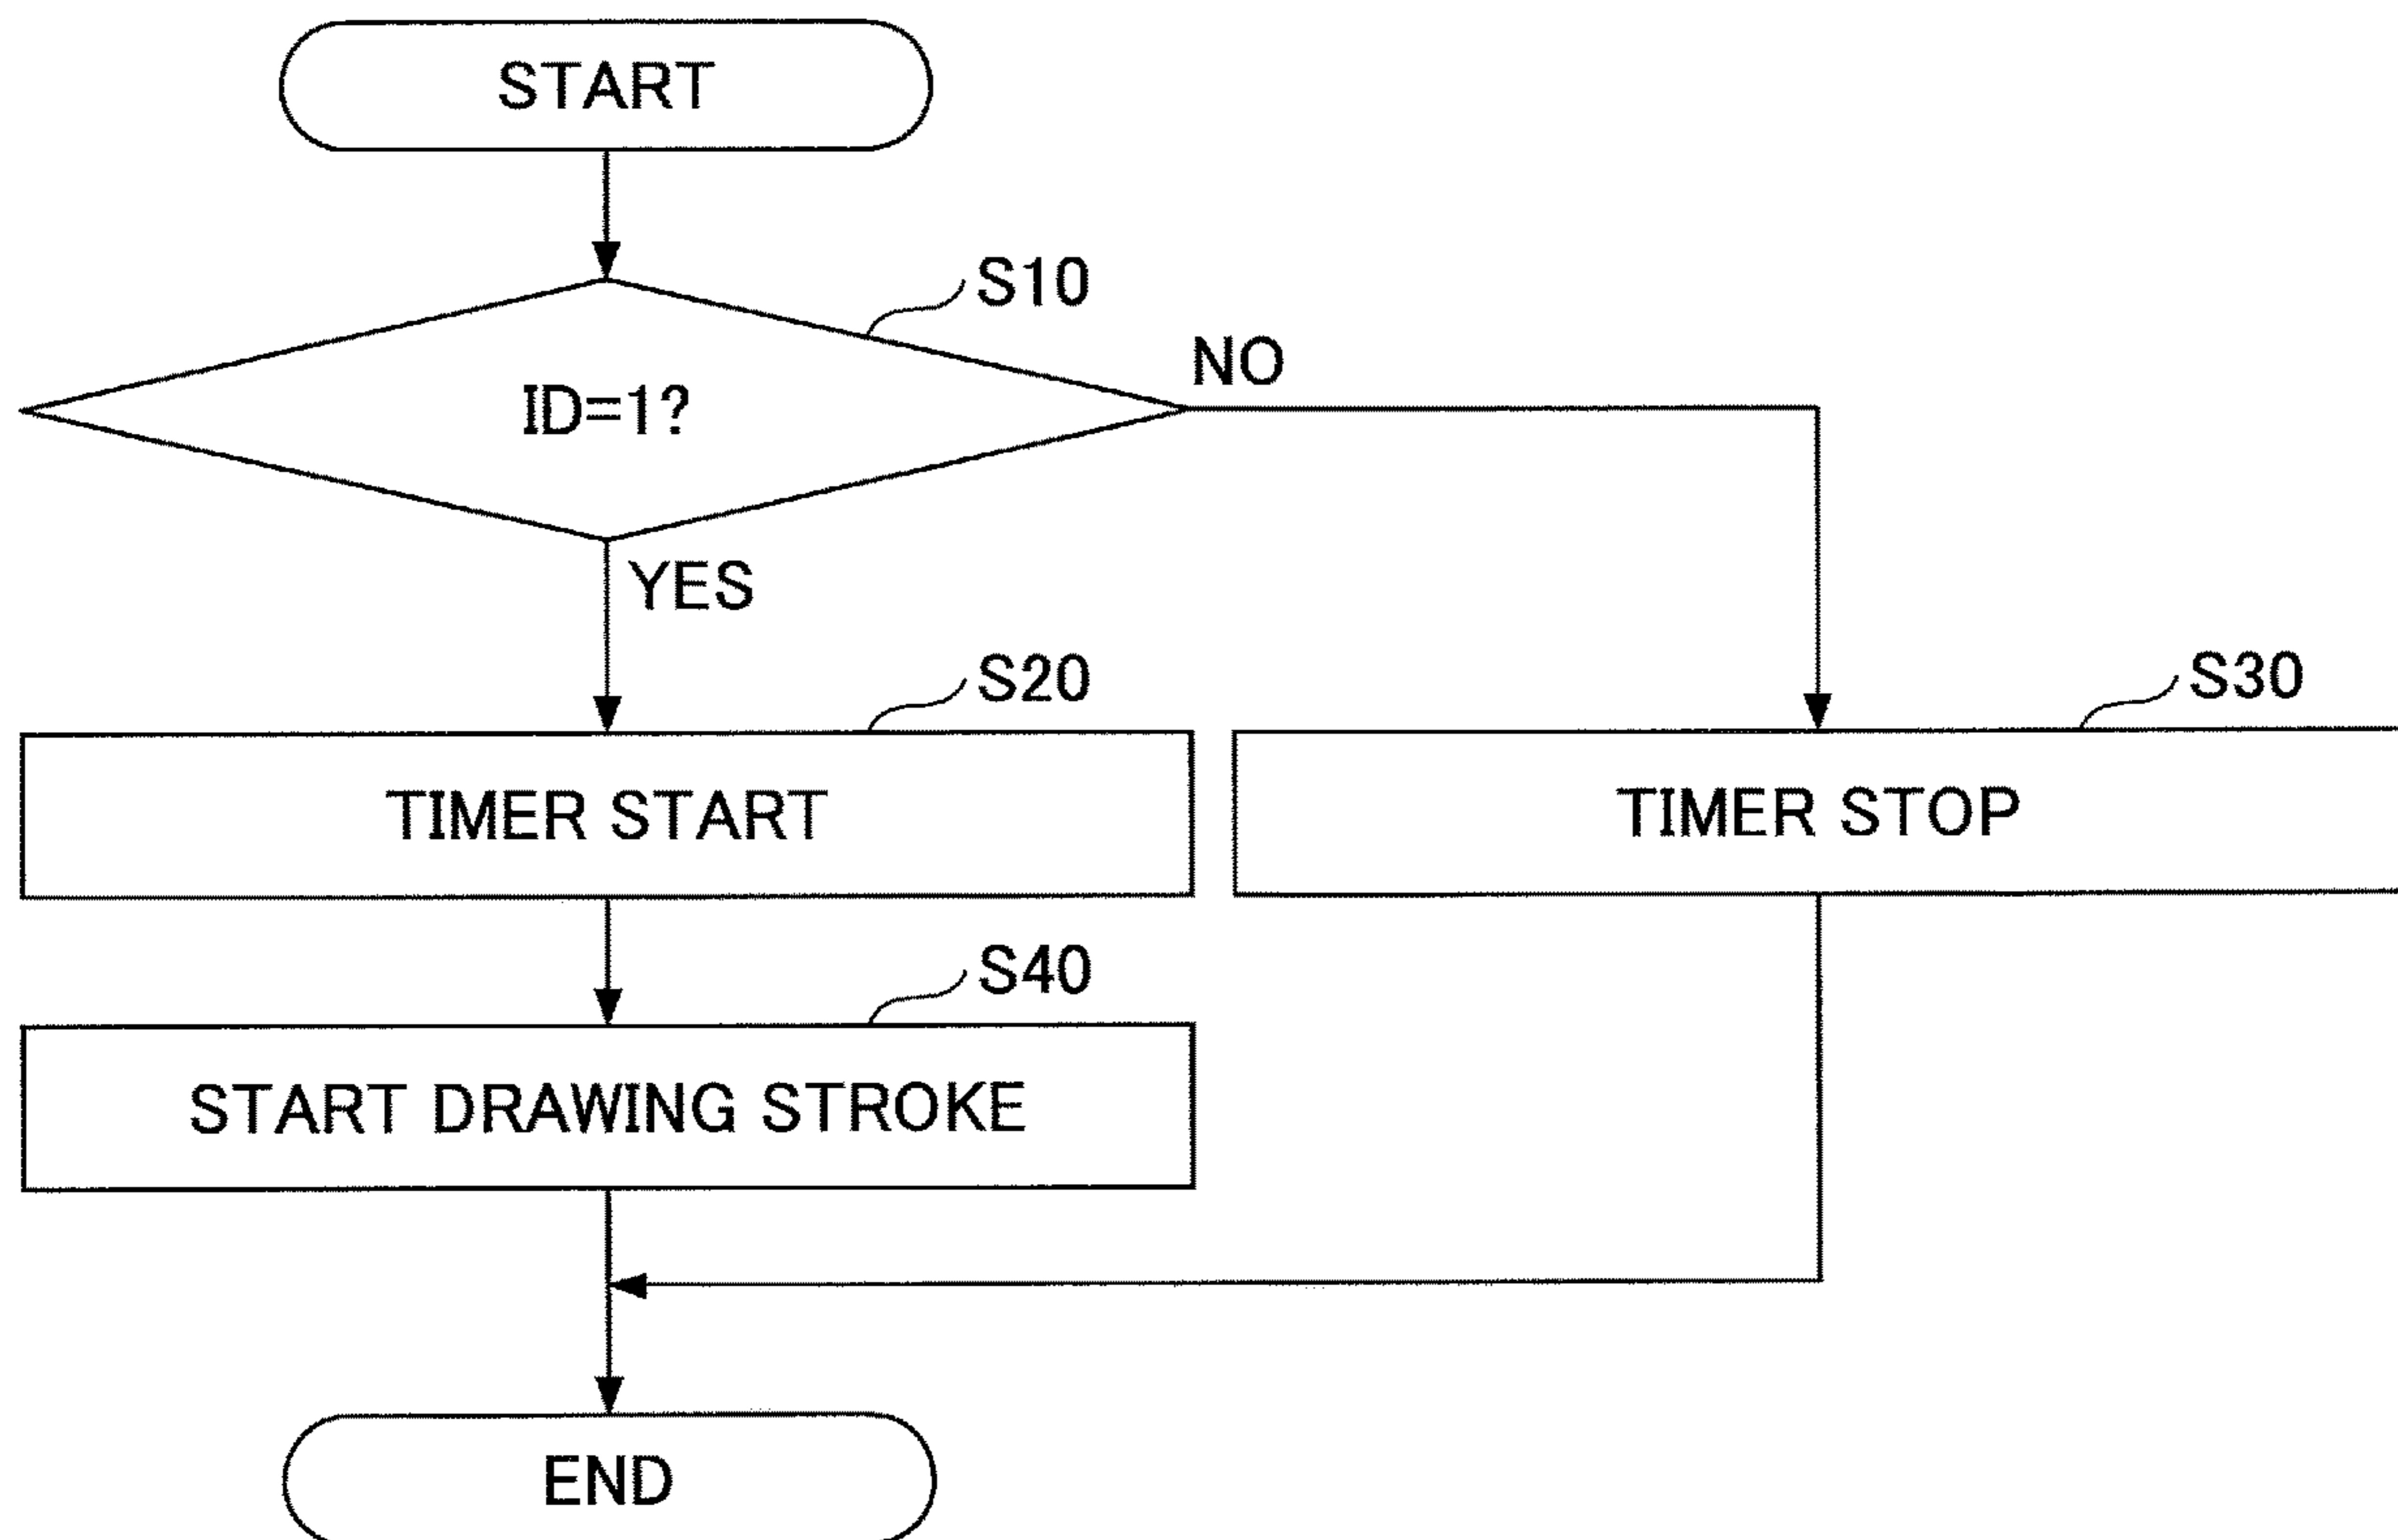 START
S10
ID=1?
NO
YES
S20
TIMER START
S30
TIMER STOP
S40
START DRAWING STROKE
END